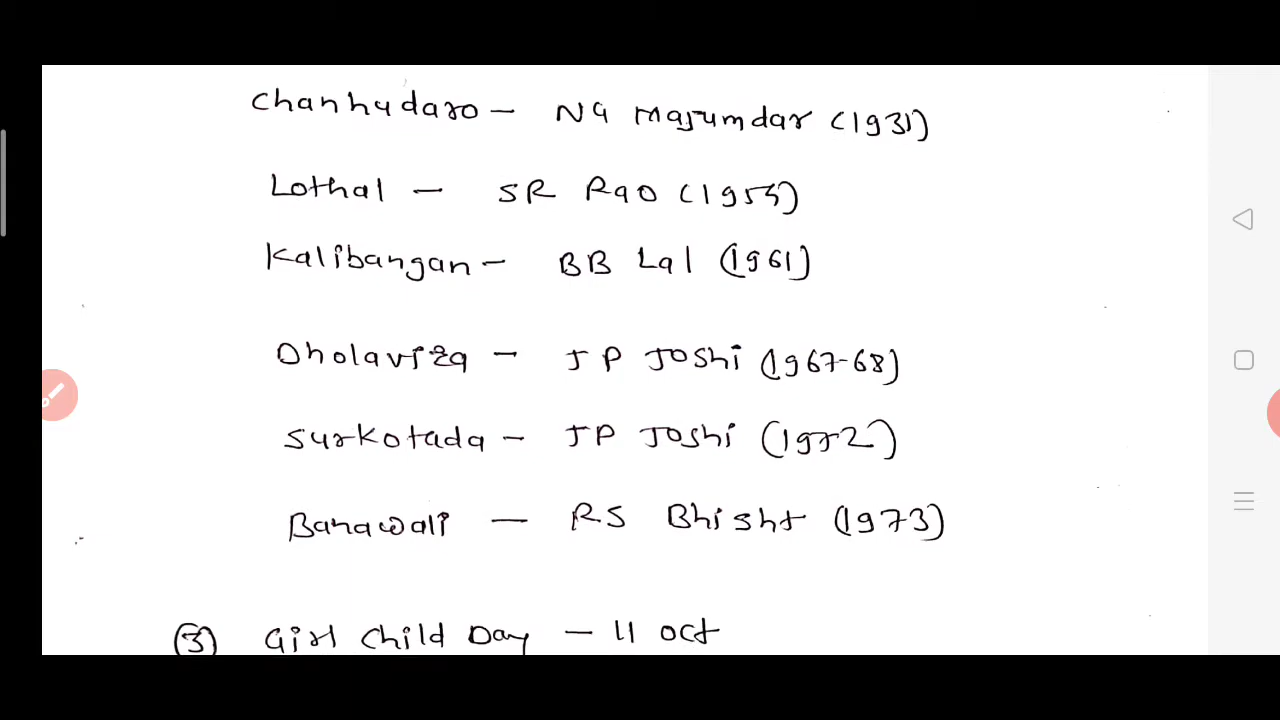 Chanhudaro - NG Majumdar (1931)
Lothal - SR Rao (1953)
Kalibangan - BB Lal (1961)
Dholavira - JP Joshi (1967-68)
Surkotada - JP Joshi (1972)
Banawali - RS Bhisht (1973)
(3) Girl Child Day - 11 Oct